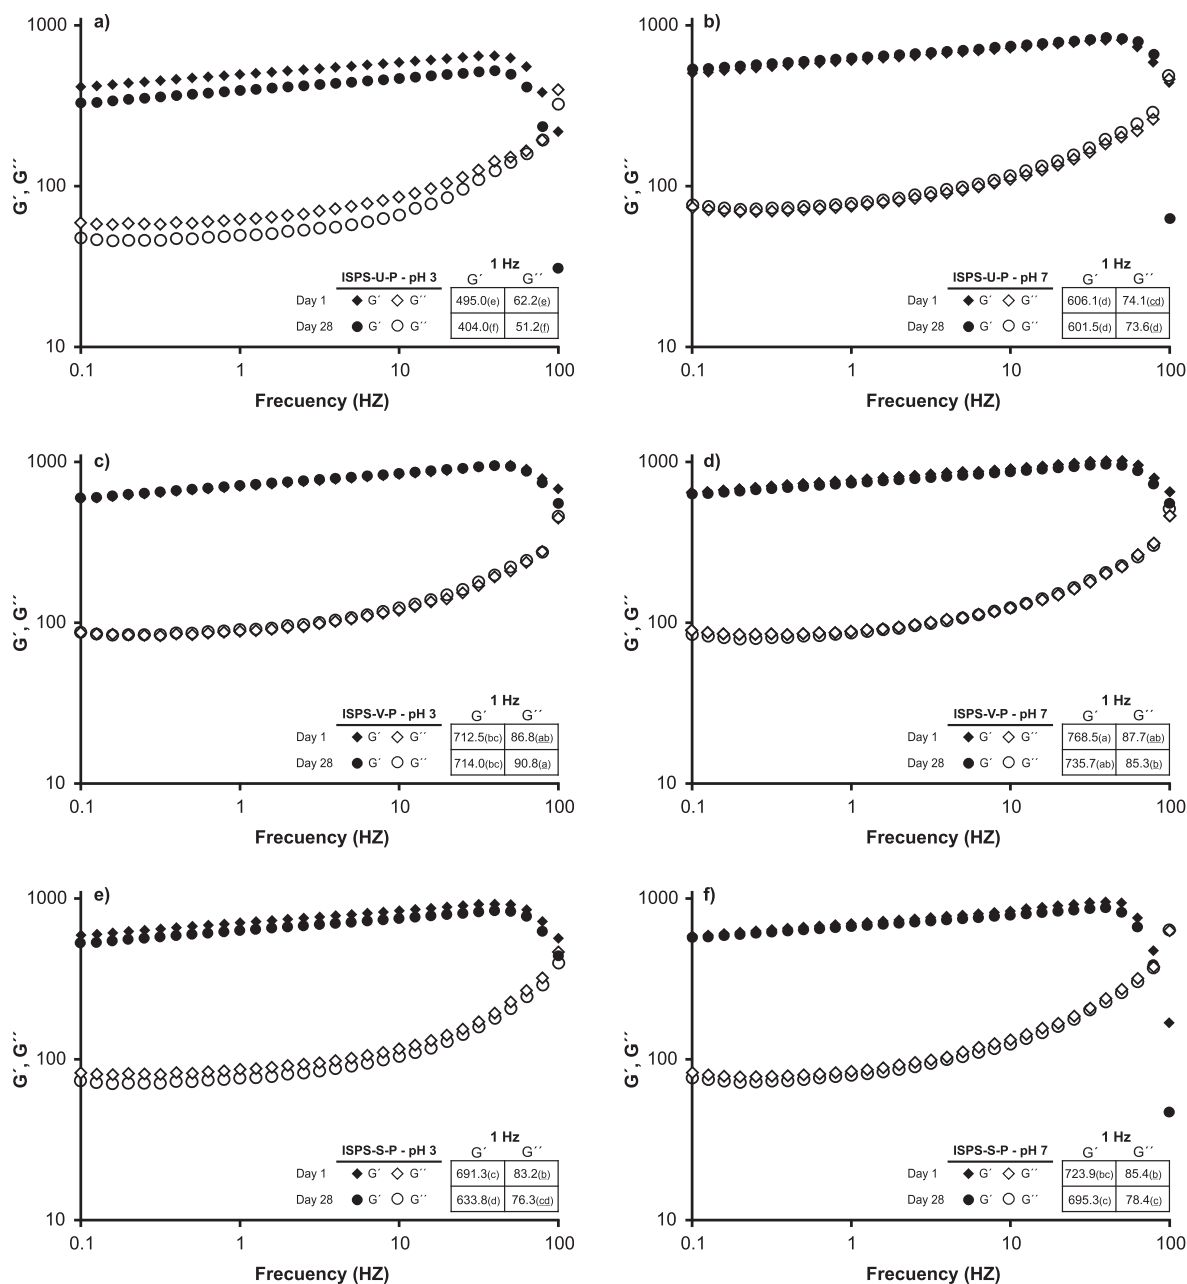 1000
a)
100
10
G´, G´´
1 Hz
ISPS-U-P - pH 3
G´ G´´
Day 1 G´ G´´ 495.0(e) 62.2(e)
Day 28 G´ G´´ 404.0(f) 51.2(f)
0.1 1 10 100
Frecuency (HZ)
1000
b)
100
10
G´, G´´
1 Hz
ISPS-U-P - pH 7
G´ G´´
Day 1 G´ G´´ 606.1(d) 74.1(cd)
Day 28 G´ G´´ 601.5(d) 73.6(d)
0.1 1 10 100
Frecuency (HZ)
1000
c)
100
10
G´, G´´
1 Hz
ISPS-V-P - pH 3
G´ G´´
Day 1 G´ G´´ 712.5(bc) 86.8(ab)
Day 28 G´ G´´ 714.0(bc) 90.8(a)
0.1 1 10 100
Frecuency (HZ)
1000
d)
100
10
G´, G´´
1 Hz
ISPS-V-P - pH 7
G´ G´´
Day 1 G´ G´´ 768.5(a) 87.7(ab)
Day 28 G´ G´´ 735.7(ab) 85.3(b)
0.1 1 10 100
Frecuency (HZ)
1000
e)
100
10
G´, G´´
1 Hz
ISPS-S-P - pH 3
G´ G´´
Day 1 G´ G´´ 691.3(c) 83.2(b)
Day 28 G´ G´´ 633.8(d) 76.3(cd)
0.1 1 10 100
Frecuency (HZ)
1000
f)
100
10
G´, G´´
1 Hz
ISPS-S-P - pH 7
G´ G´´
Day 1 G´ G´´ 723.9(bc) 85.4(b)
Day 28 G´ G´´ 695.3(c) 78.4(c)
0.1 1 10 100
Frecuency (HZ)